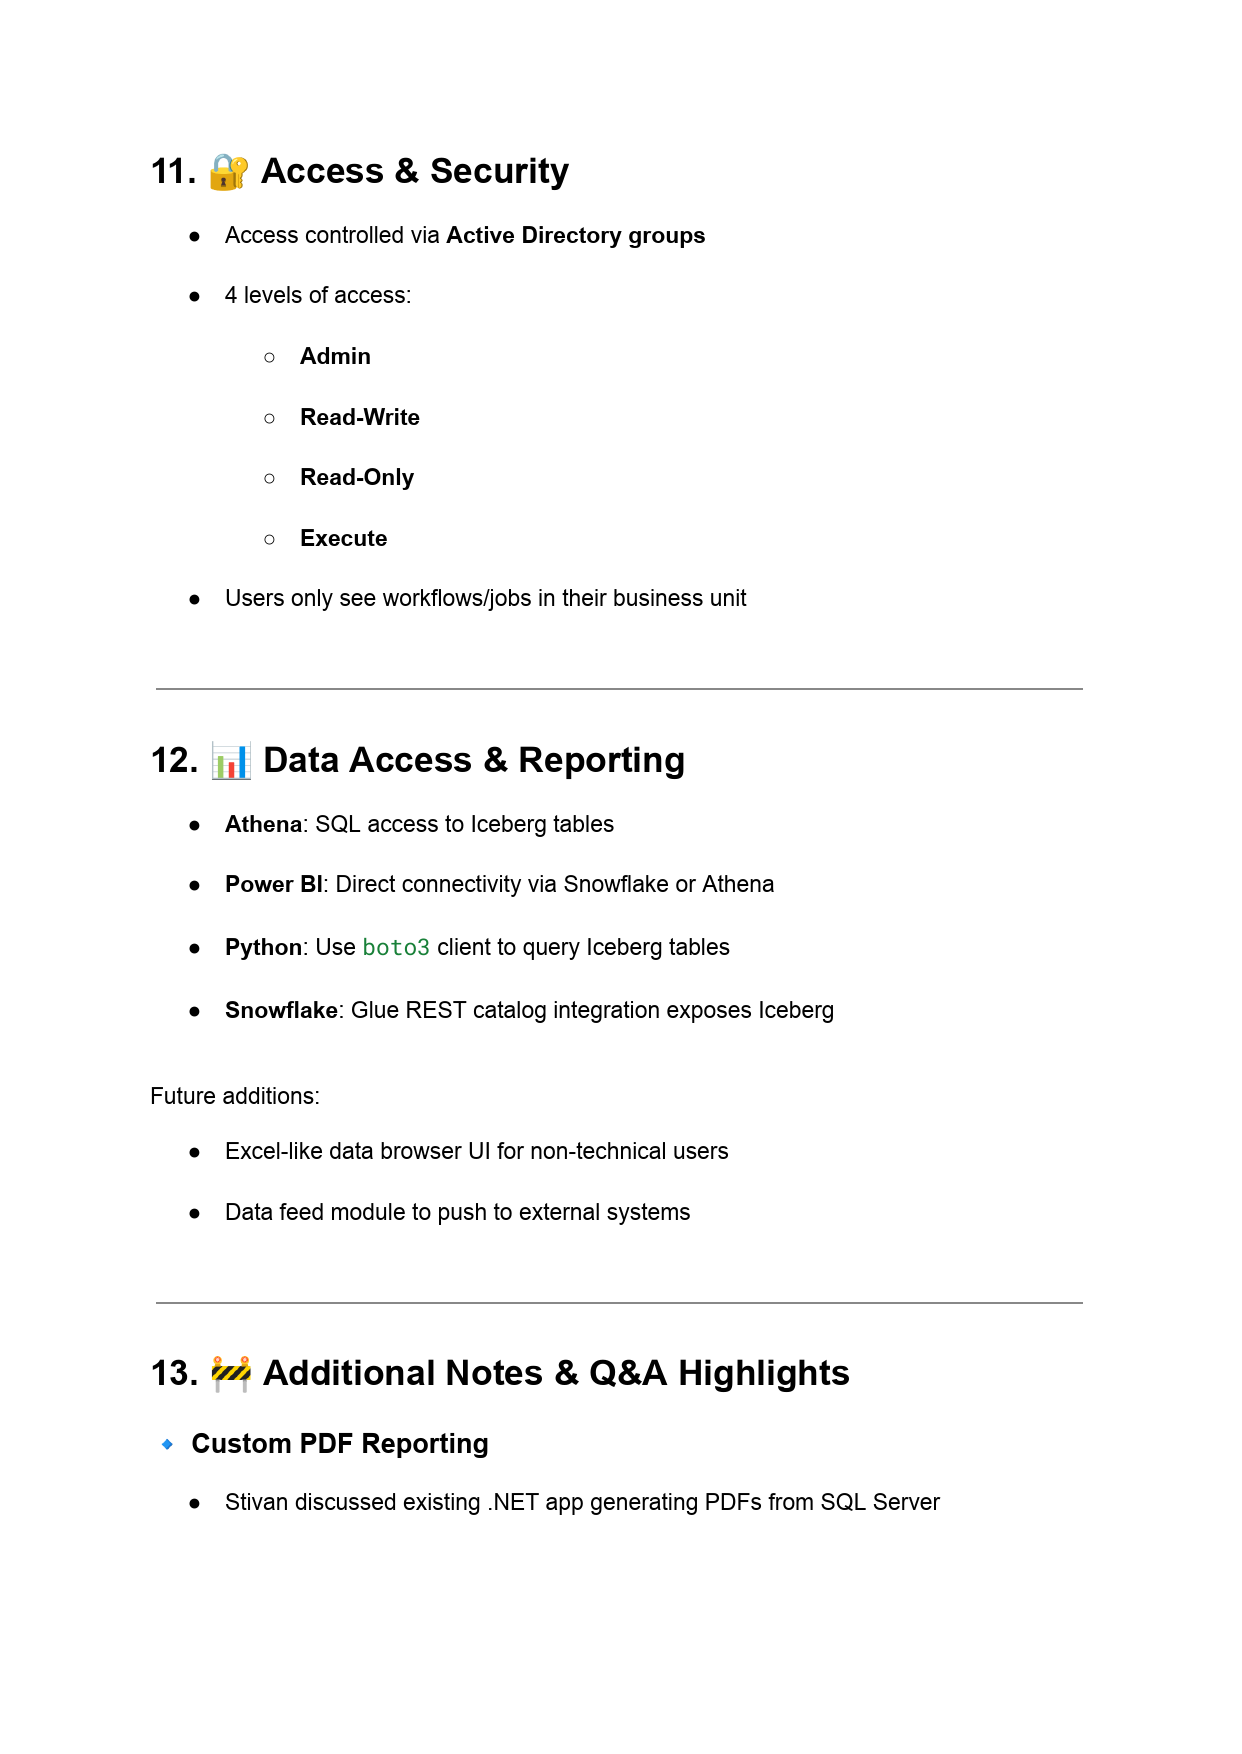 11. 🔐 Access & Security
● Access controlled via Active Directory groups
● 4 levels of access:
○ Admin
○ Read-Write
○ Read-Only
○ Execute
● Users only see workflows/jobs in their business unit
12. 📊 Data Access & Reporting
● Athena: SQL access to Iceberg tables
● Power BI: Direct connectivity via Snowflake or Athena
● Python: Use boto3 client to query Iceberg tables
● Snowflake: Glue REST catalog integration exposes Iceberg
Future additions:
● Excel-like data browser UI for non-technical users
● Data feed module to push to external systems
13. 🚧 Additional Notes & Q&A Highlights
🔹 Custom PDF Reporting
● Stivan discussed existing .NET app generating PDFs from SQL Server